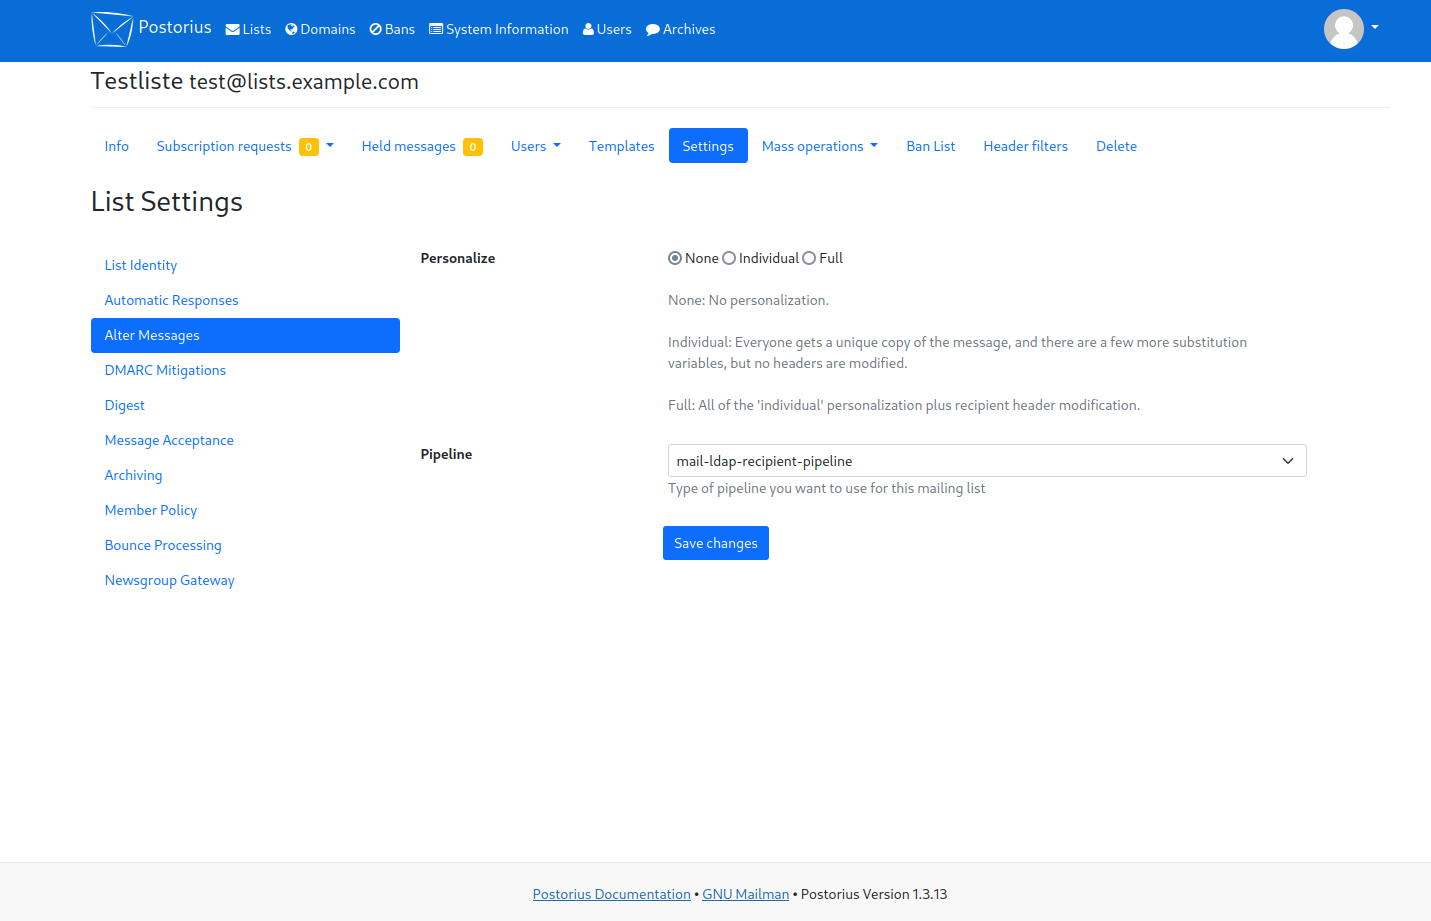 Postorius Lists Domains Bans System Information Users Archives
Testliste test@lists.example.com
Info Subscription requests 0 Held messages 0 Users Templates Settings Mass operations Ban List Header filters Delete
List Settings
List Identity
Automatic Responses
Alter Messages
DMARC Mitigations
Digest
Message Acceptance
Archiving
Member Policy
Bounce Processing
Newsgroup Gateway
Personalize
None Individual Full
None: No personalization.
Individual: Everyone gets a unique copy of the message, and there are a few more substitution
variables, but no headers are modified.
Full: All of the 'individual' personalization plus recipient header modification.
Pipeline
mail-ldap-recipient-pipeline
Type of pipeline you want to use for this mailing list
Save changes
Postorius Documentation • GNU Mailman • Postorius Version 1.3.13